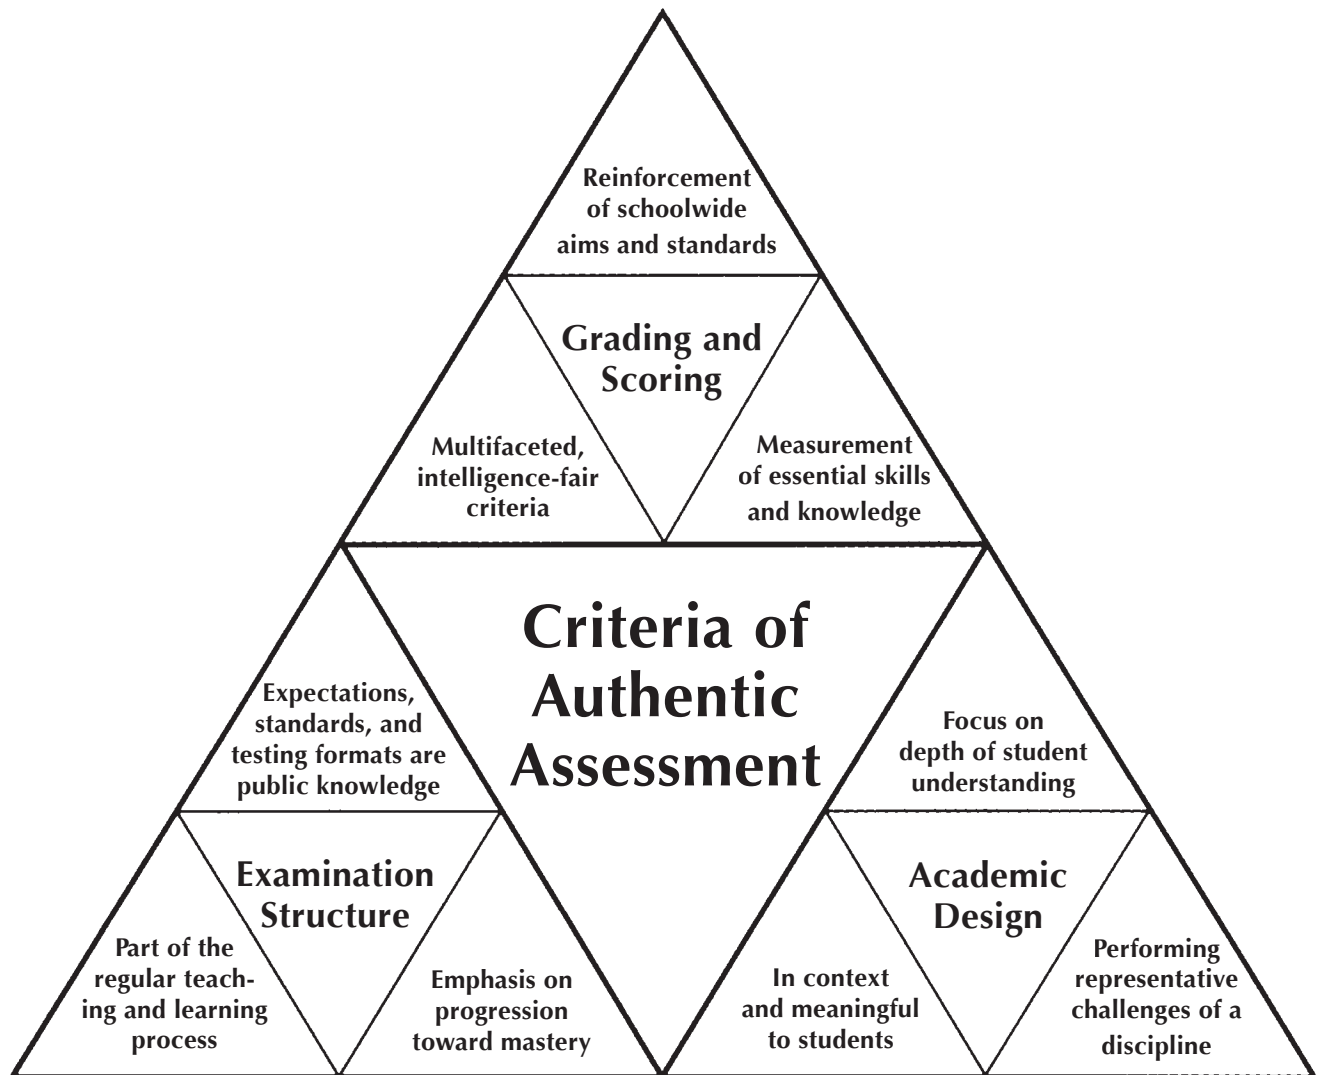 Reinforcement
of schoolwide
aims and standards
Grading and
Scoring
Multifaceted,
intelligence-fair
criteria
Measurement
of essential skills
and knowledge
Criteria of
Authentic
Assessment
Expectations,
standards, and
testing formats are
public knowledge
Focus on
depth of student
understanding
Examination
Structure
Part of the
regular teach-
ing and learning
process
Emphasis on
progression
toward mastery
Academic
Design
In context
and meaningful
to students
Performing
representative
challenges of a
discipline